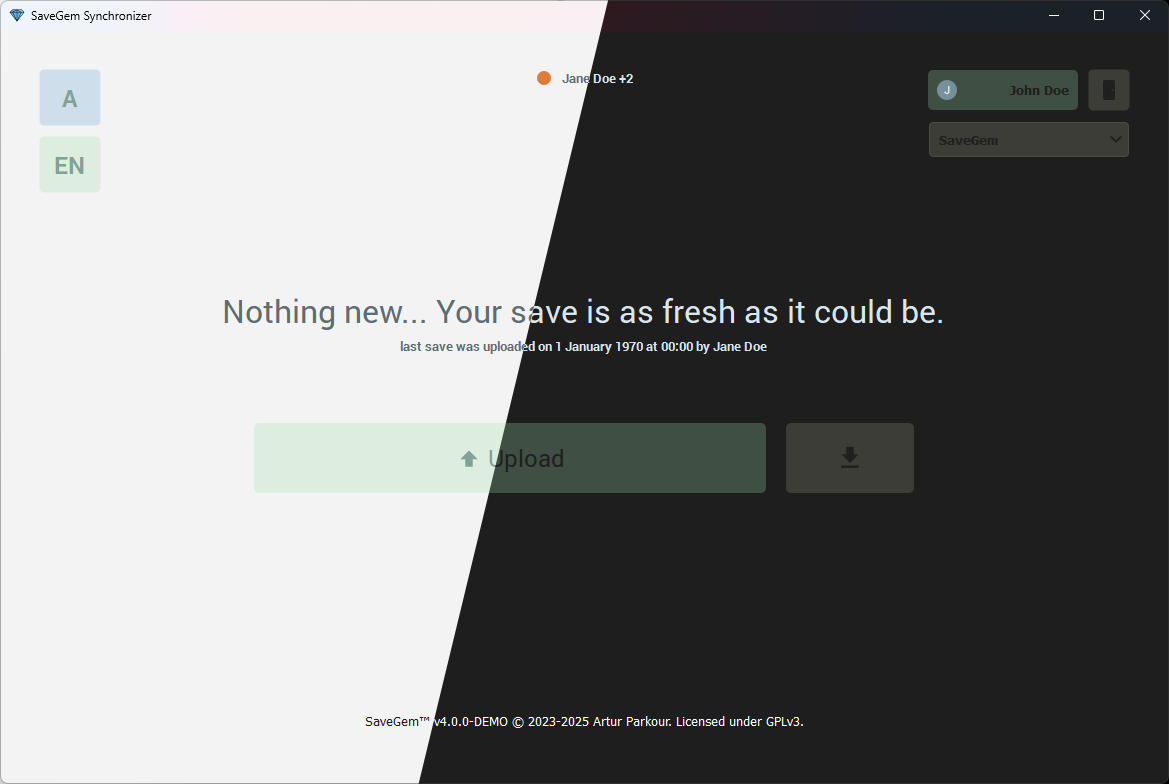 SaveGem Synchronizer
A
Jane Doe +2
J
John Doe
EN
SaveGem
Nothing new... Your save is as fresh as it could be.
last save was uploaded on 1 January 1970 at 00:00 by Jane Doe
Upload
SaveGem™ v4.0.0-DEMO © 2023-2025 Artur Parkour. Licensed under GPLv3.